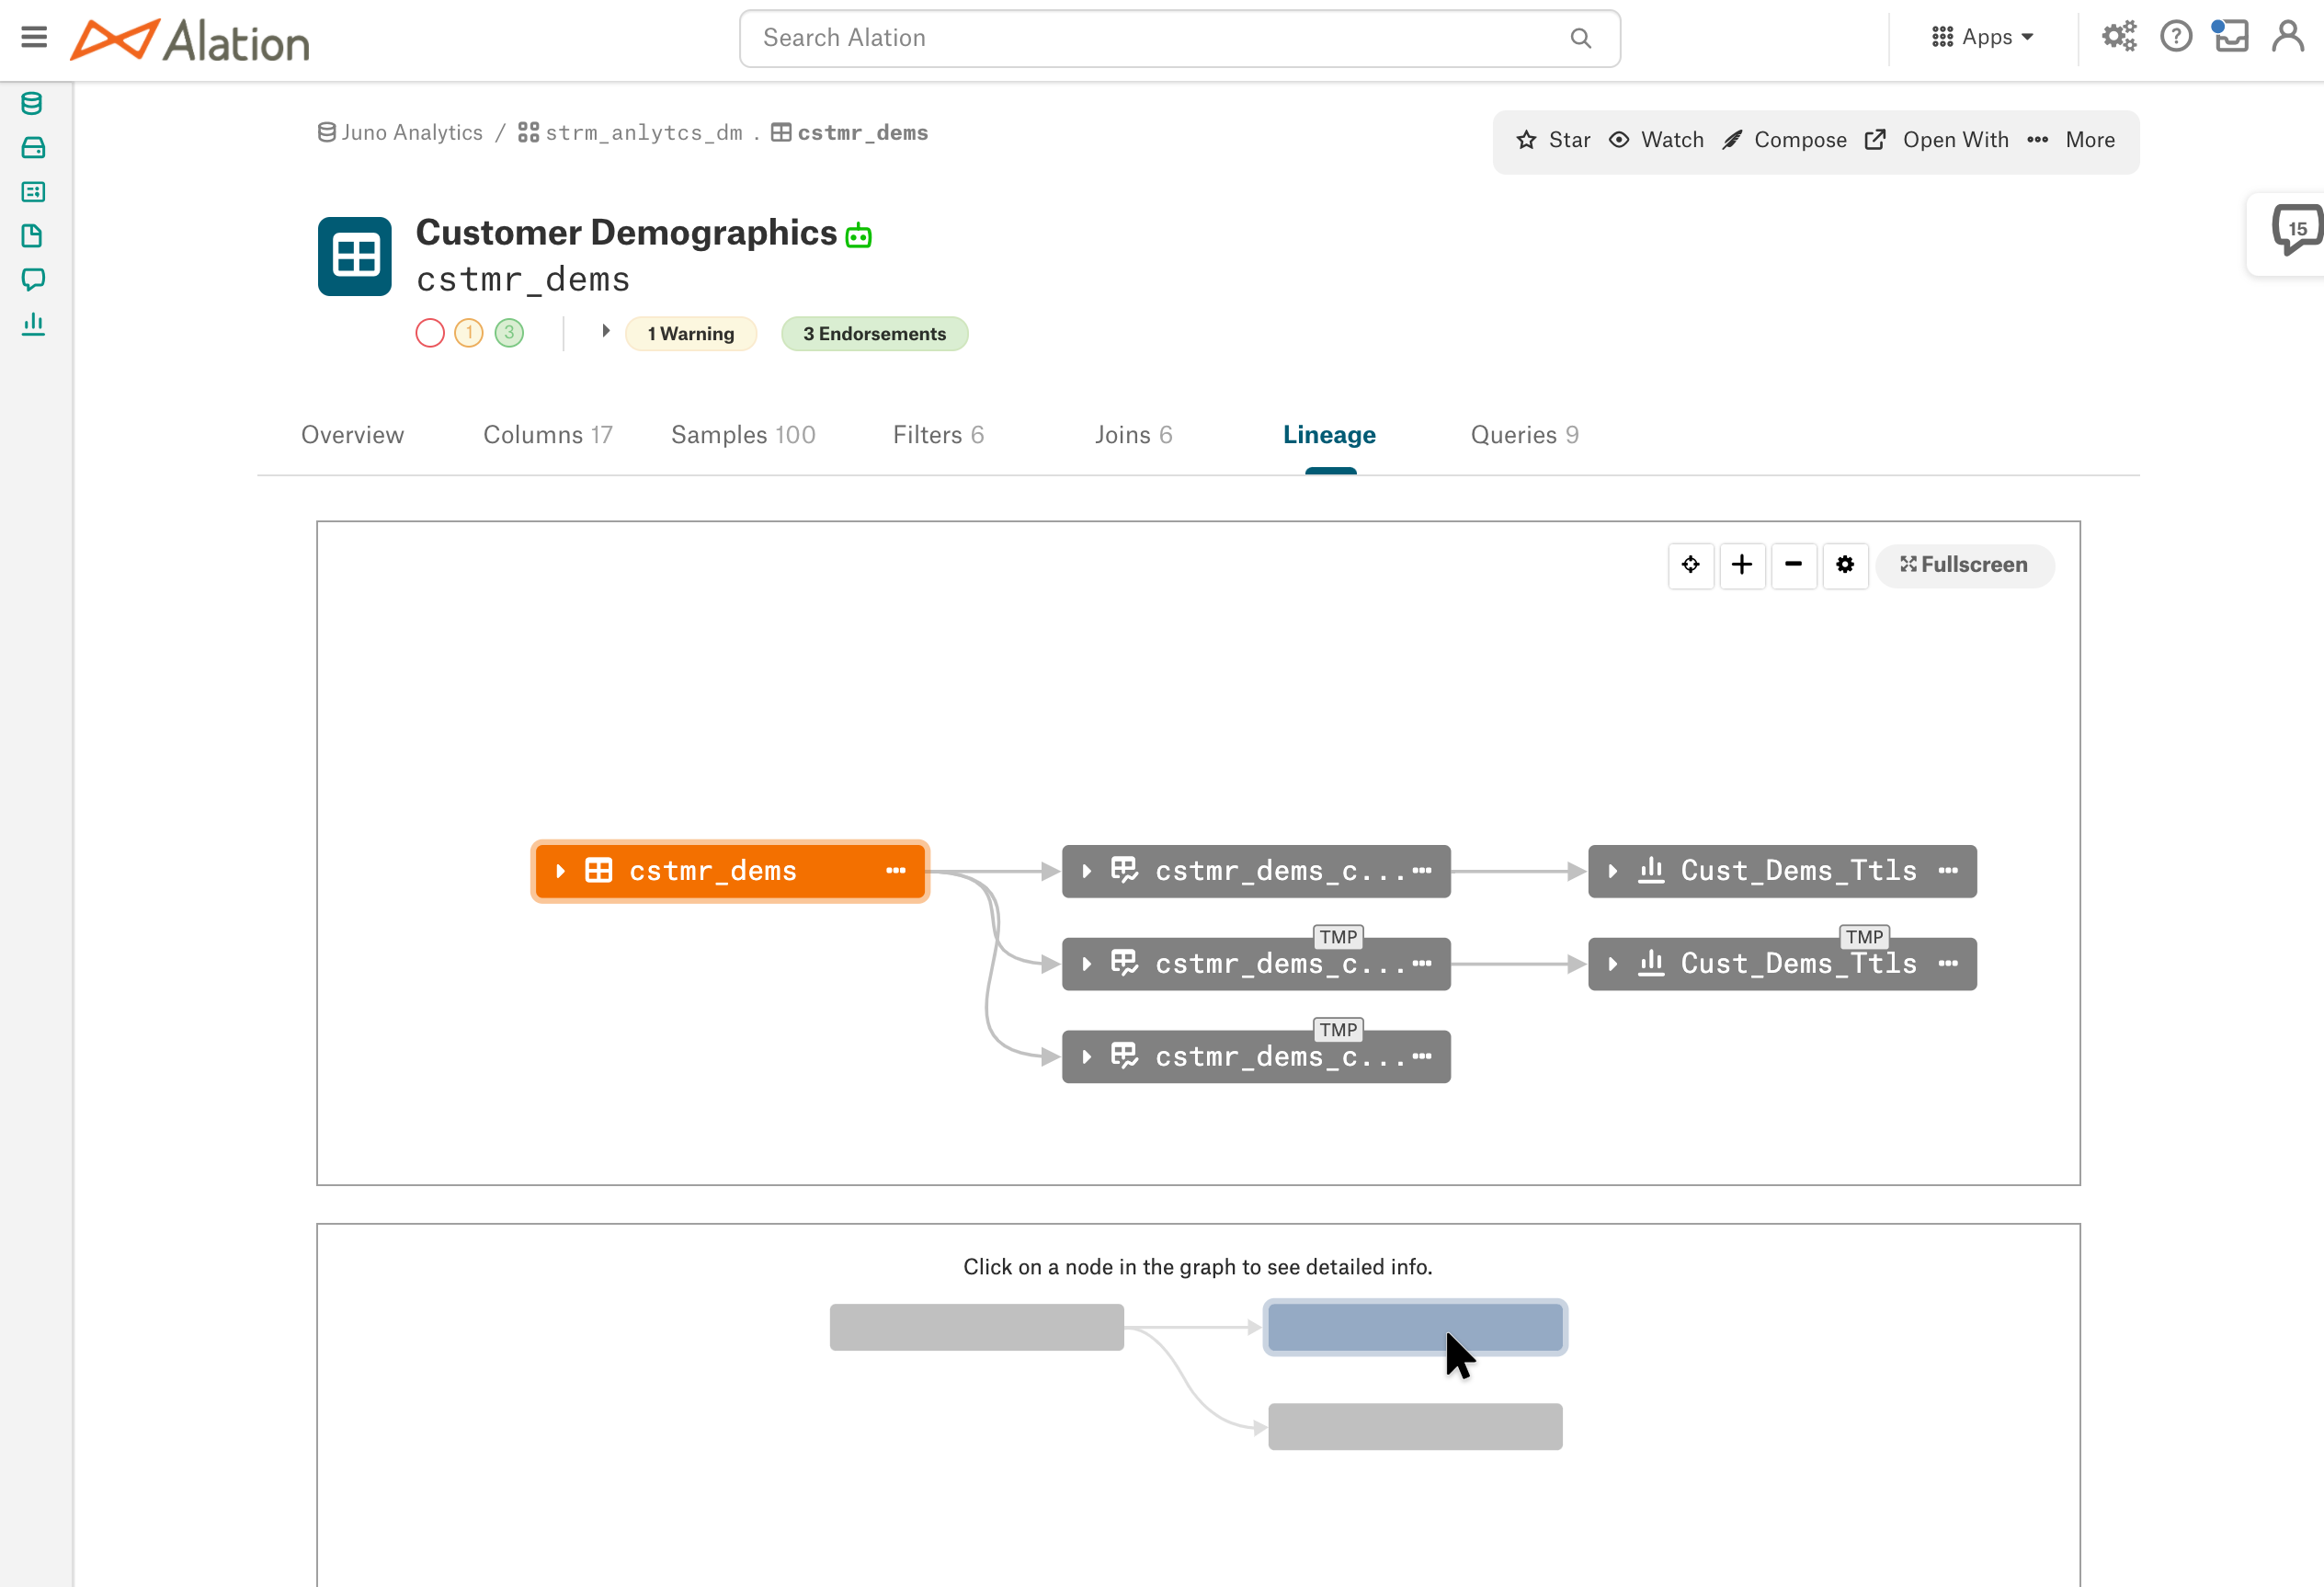 Alation
Search Alation
Apps
Juno Analytics / strm_anlytcs_dm . cstmr_dems
Star Watch Compose Open With More
15
Customer Demographics
cstmr_dems
1 3 1 Warning 3 Endorsements
Overview Columns 17 Samples 100 Filters 6 Joins 6 Lineage Queries 9
Fullscreen
cstmr_dems cstmr_dems_c... Cust_Dems_Ttls
TMP TMP
cstmr_dems_c... Cust_Dems_Ttls
TMP
cstmr_dems_c...
Click on a node in the graph to see detailed info.